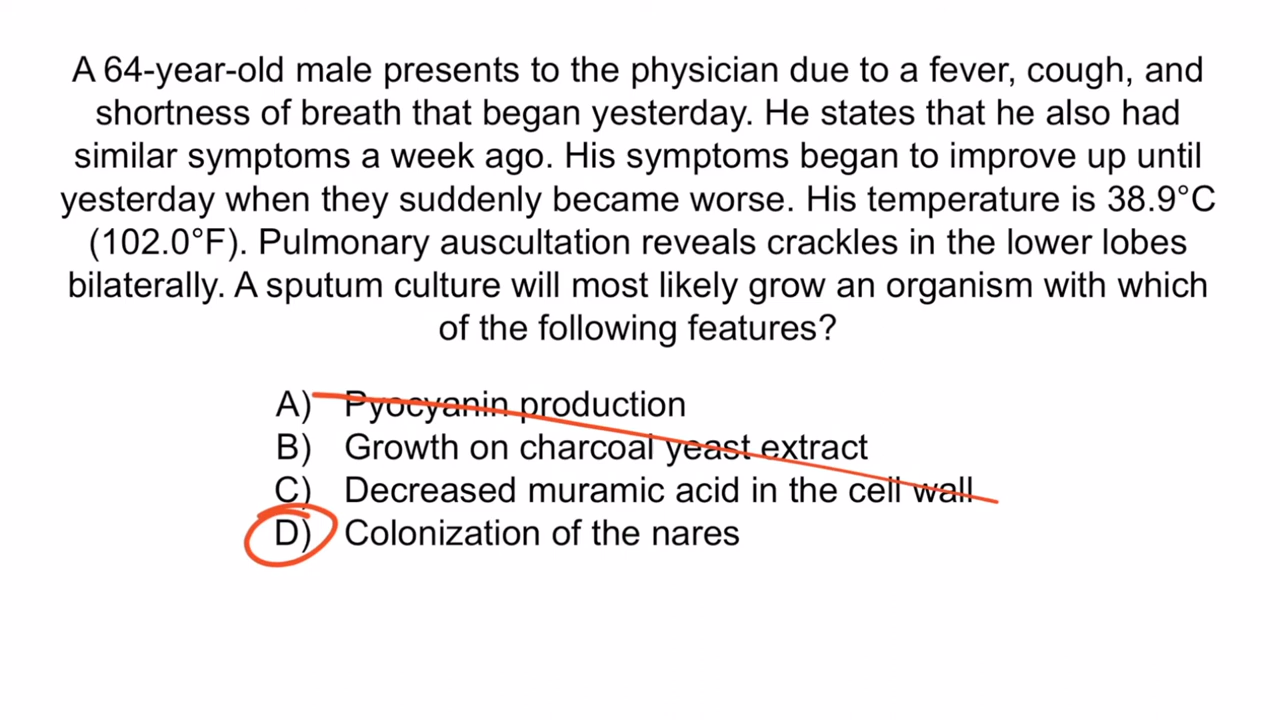 A 64-year-old male presents to the physician due to a fever, cough, and
shortness of breath that began yesterday. He states that he also had
similar symptoms a week ago. His symptoms began to improve up until
yesterday when they suddenly became worse. His temperature is 38.9°C
(102.0°F). Pulmonary auscultation reveals crackles in the lower lobes
bilaterally. A sputum culture will most likely grow an organism with which
of the following features?
A) Pyocyanin production
B) Growth on charcoal yeast extract
C) Decreased muramic acid in the cell wall
D) Colonization of the nares